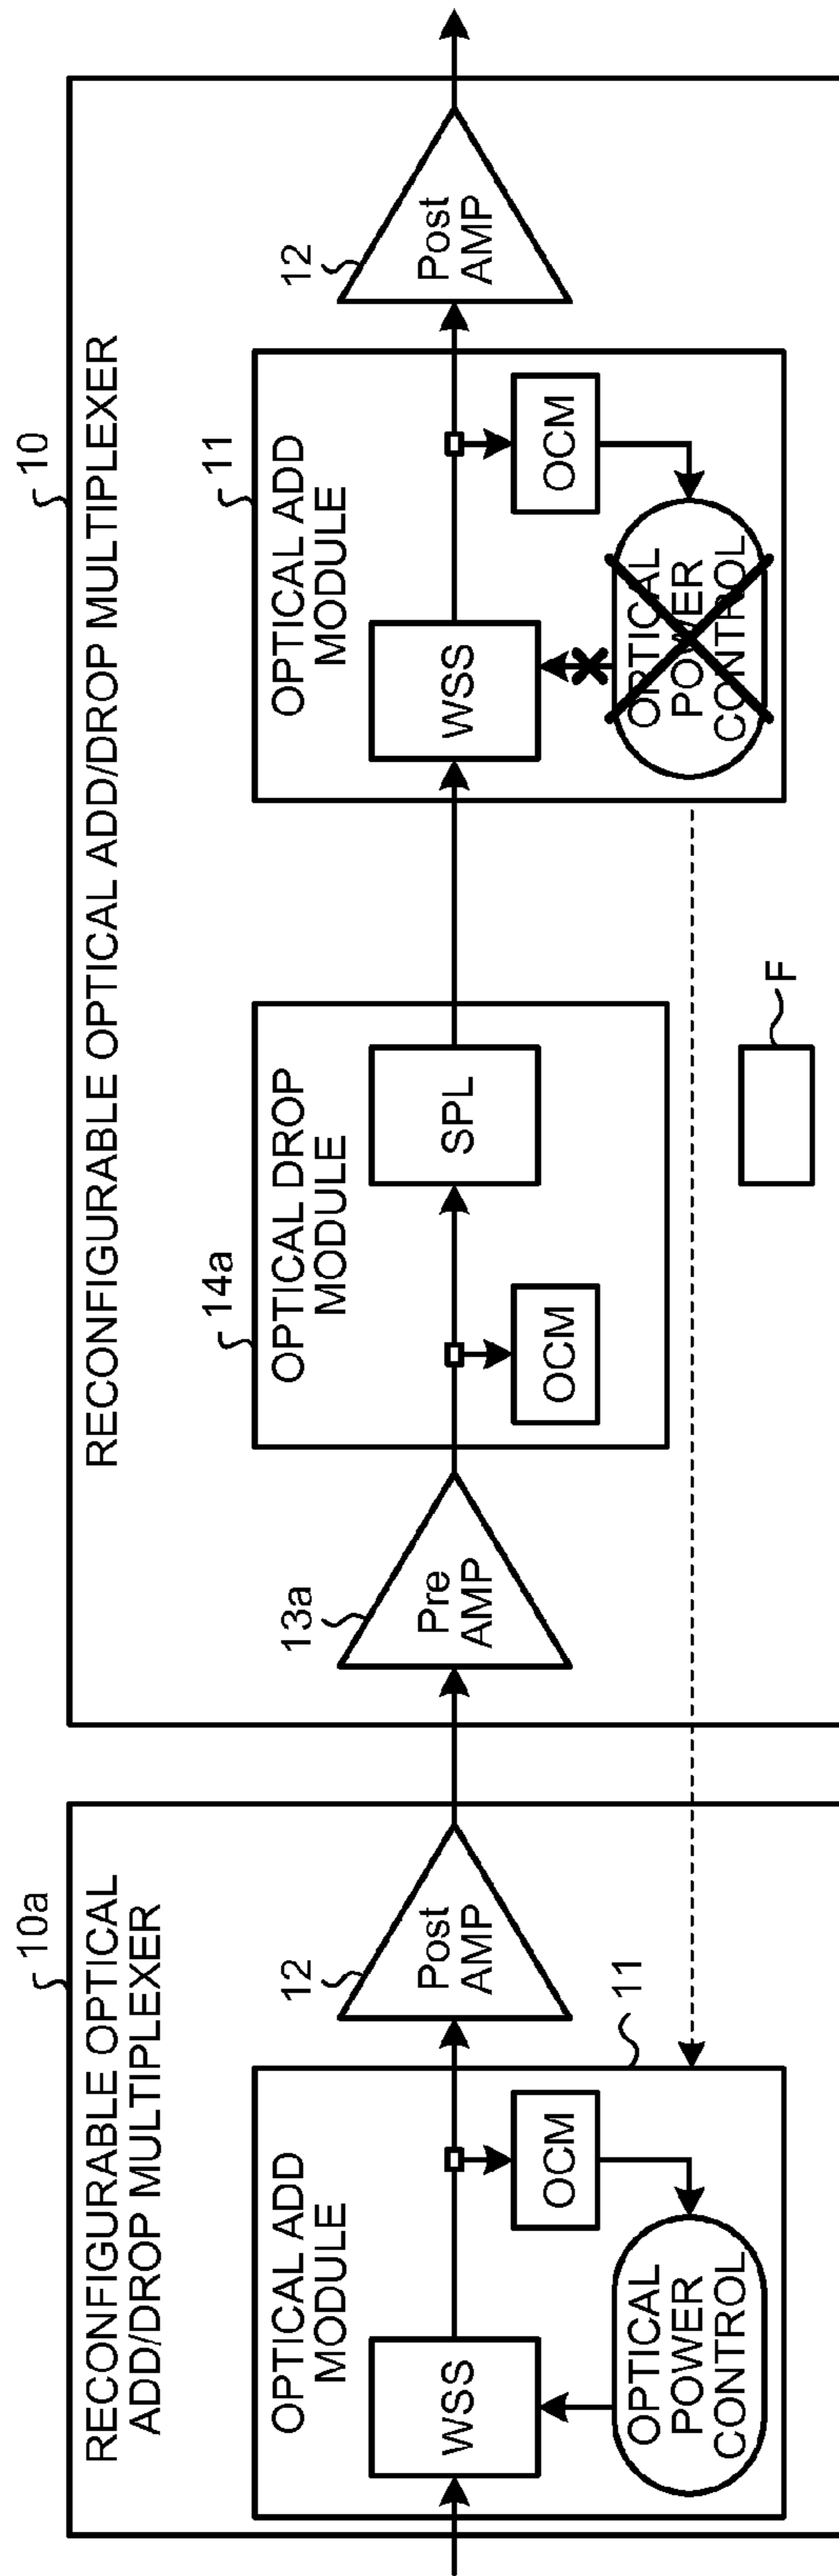 10a
RECONFIGURABLE OPTICAL
ADD/DROP MULTIPLEXER
OPTICAL ADD
MODULE
WSS
OCM
OPTICAL
POWER
CONTROL
11
12
Post
AMP
10
RECONFIGURABLE OPTICAL ADD/DROP MULTIPLEXER
13a
Pre
AMP
14a
OPTICAL DROP
MODULE
OCM
SPL
F
11
OPTICAL ADD
MODULE
WSS
OCM
OPTICAL
POWER
CONTROL
12
Post
AMP